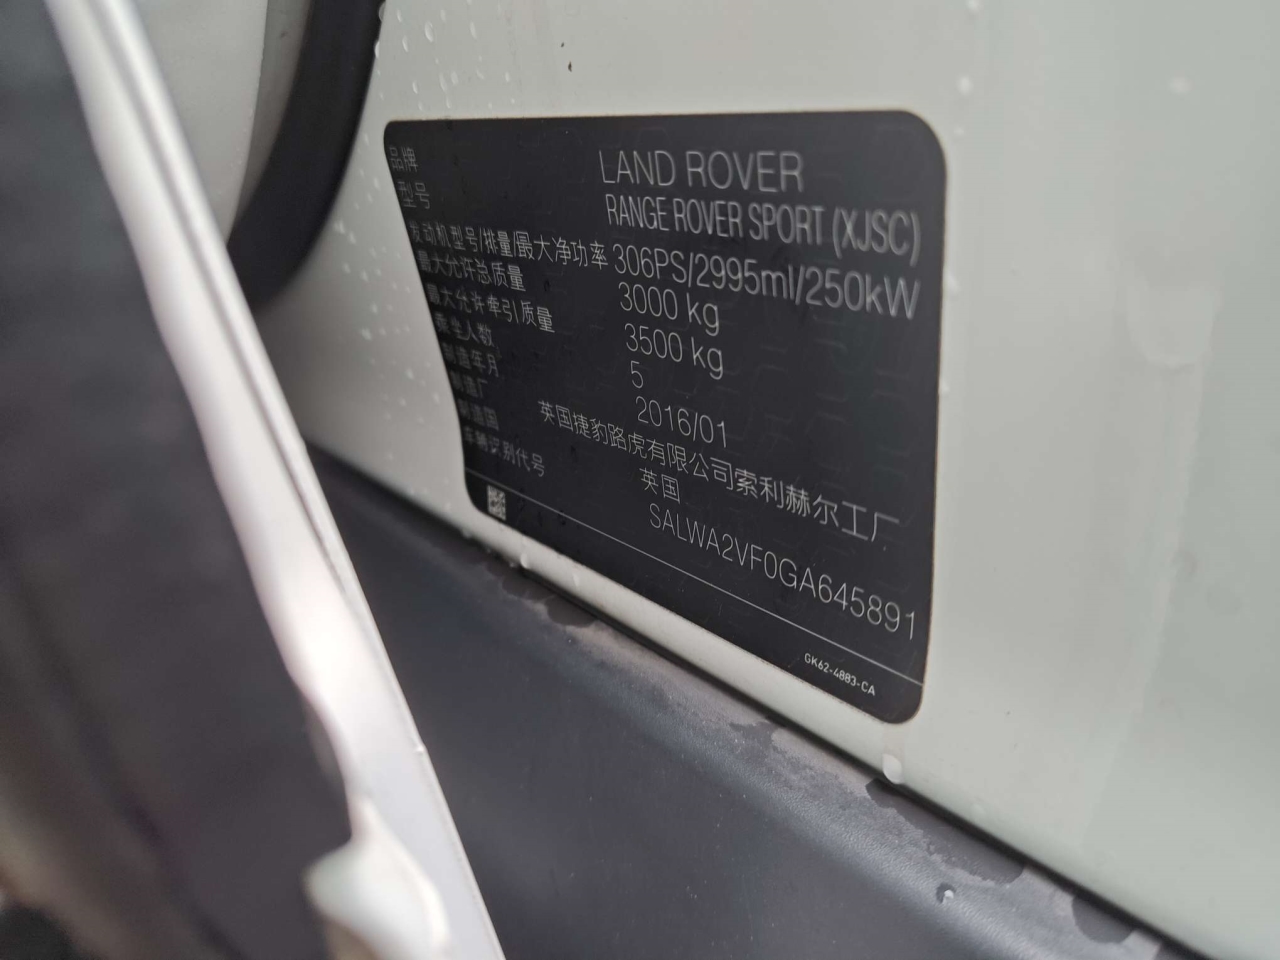 品牌 LAND ROVER
型号 RANGE ROVER SPORT (XJSC)
发动机型号/排量/最大净功率 306PS/2995ml/250kW
最大允许总质量 3000 kg
最大允许牵引质量 3500 kg
乘坐人数 5
制造年月 2016/01
制造厂 英国捷豹路虎有限公司索利赫尔工厂
制造国 英国
车辆识别代号 SALWA2VF0GA645891
GK62-4883-CA